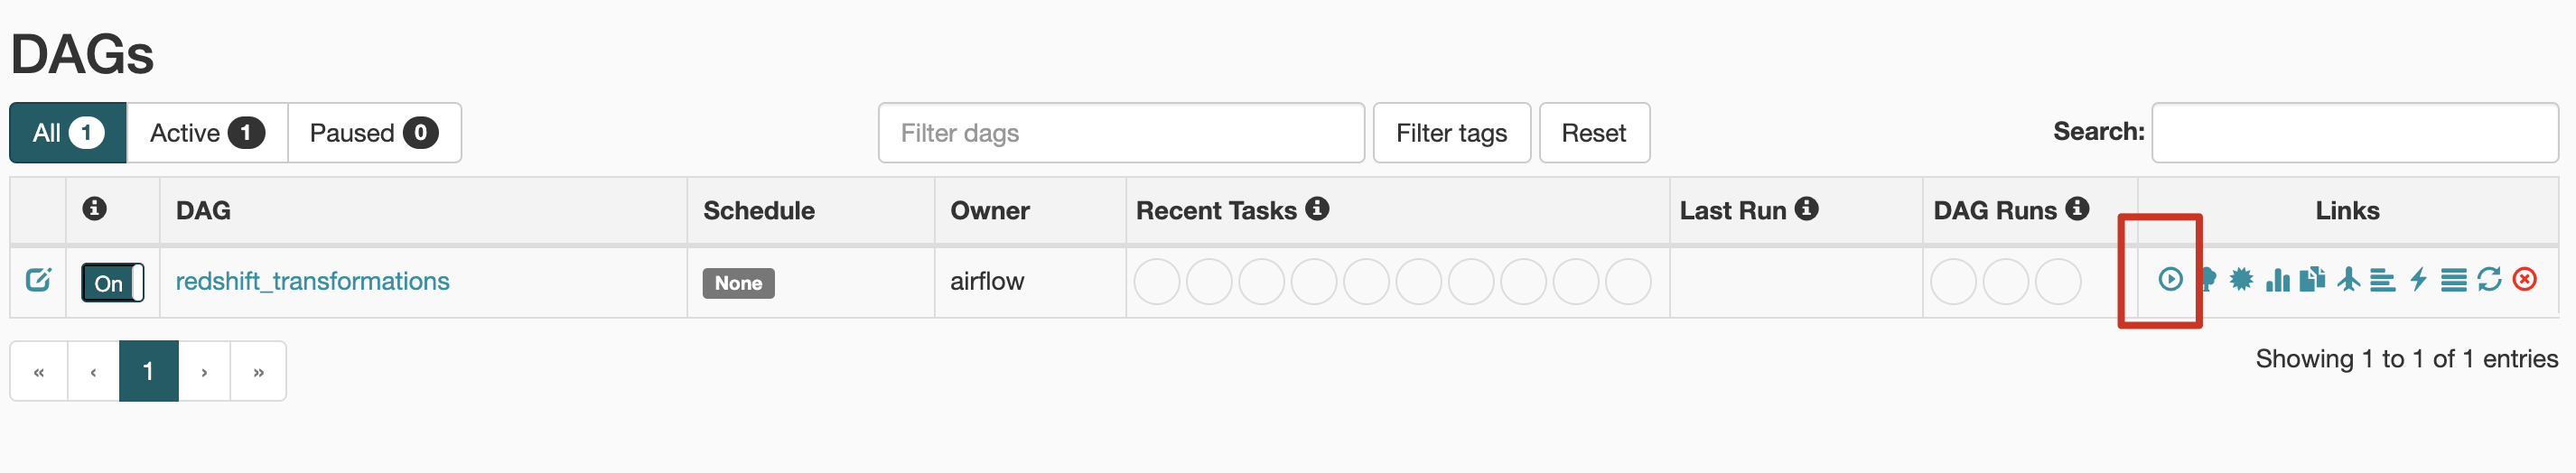 DAGs
All 1 Active 1 Paused 0 Filter dags Filter tags Reset Search:
DAG Schedule Owner Recent Tasks Last Run DAG Runs Links
On redshift_transformations None airflow
« ‹ 1 › »
Showing 1 to 1 of 1 entries